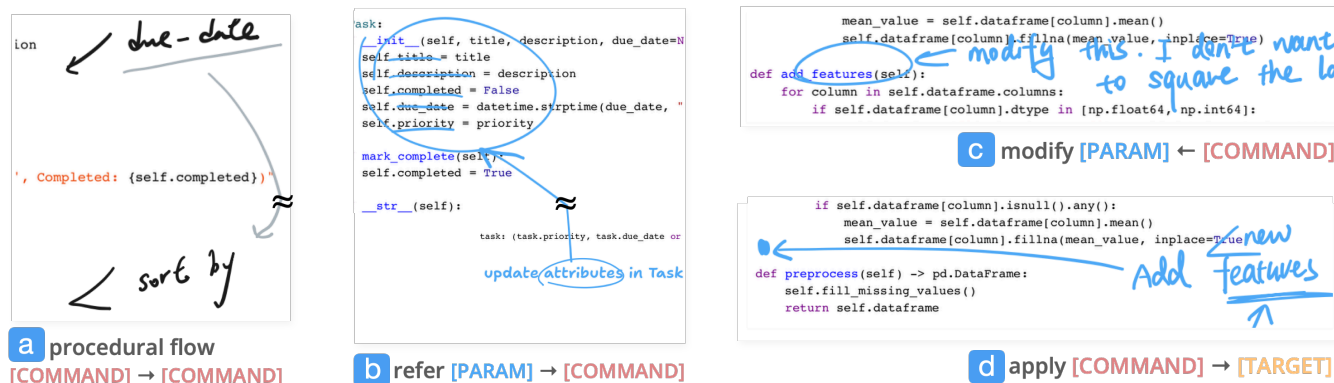 due-date
ion
', Completed: {self.completed})"
≈
sort by
a procedural flow
[COMMAND] → [COMMAND]
ask:
__init__(self, title, description, due_date=N
self.title = title
self.description = description
self.completed = False
self.due_date = datetime.strptime(due_date, "
self.priority = priority
mark_complete(self):
self.completed = True
__str__(self):
≈
task: (task.priority, task.due_date or
update attributes in Task
b refer [PARAM] → [COMMAND]
mean_value = self.dataframe[column].mean()
self.dataframe[column].fillna(mean_value, inplace=True)
modify this. I don't want
to square the
def add_features(self):
for column in self.dataframe.columns:
if self.dataframe[column].dtype in [np.float64, np.int64]:
c modify [PARAM] ← [COMMAND]
if self.dataframe[column].isnull().any():
mean_value = self.dataframe[column].mean()
self.dataframe[column].fillna(mean_value, inplace=True
new
Add features
def preprocess(self) -> pd.DataFrame:
self.fill_missing_values()
return self.dataframe
d apply [COMMAND] → [TARGET]